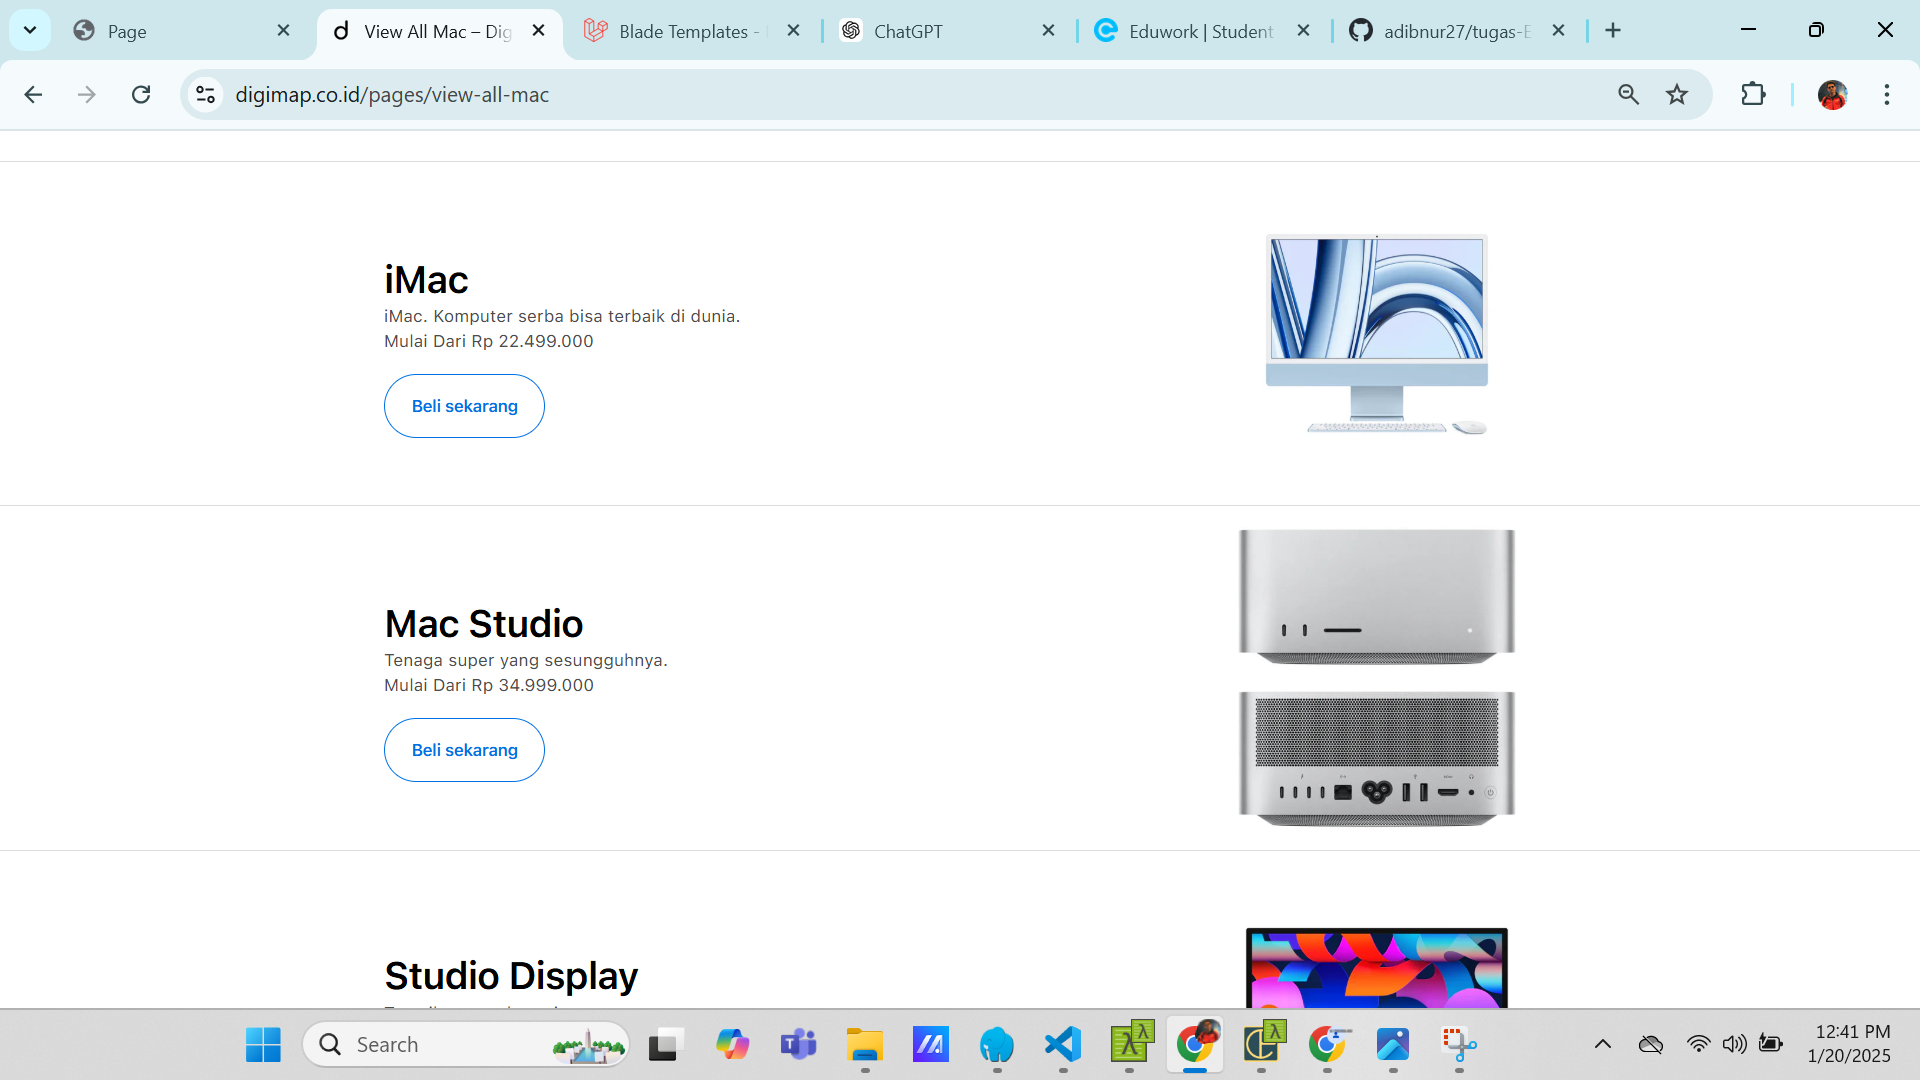 Page
View All Mac – Dig
Blade Templates -
ChatGPT
Eduwork | Student
adibnur27/tugas-E
digimap.co.id/pages/view-all-mac
iMac
iMac. Komputer serba bisa terbaik di dunia.
Mulai Dari Rp 22.499.000
Beli sekarang
Mac Studio
Tenaga super yang sesungguhnya.
Mulai Dari Rp 34.999.000
Beli sekarang
Studio Display
Search
12:41 PM
1/20/2025